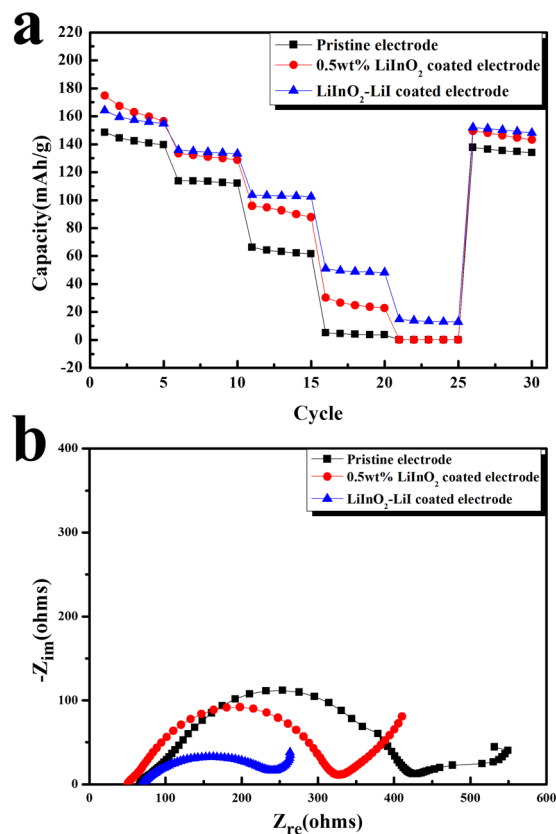 a
220
200
180
160
140
120
100
80
60
40
20
0
-20
Capacity(mAh/g)
Pristine electrode
0.5wt% LiInO₂ coated electrode
LiInO₂-LiI coated electrode
0 5 10 15 20 25 30
Cycle
b
400
300
200
100
0
-Z_im(ohms)
Pristine electrode
0.5wt% LiInO₂ coated electrode
LiInO₂-LiI coated electrode
0 100 200 300 400 500 600
Z_re(ohms)